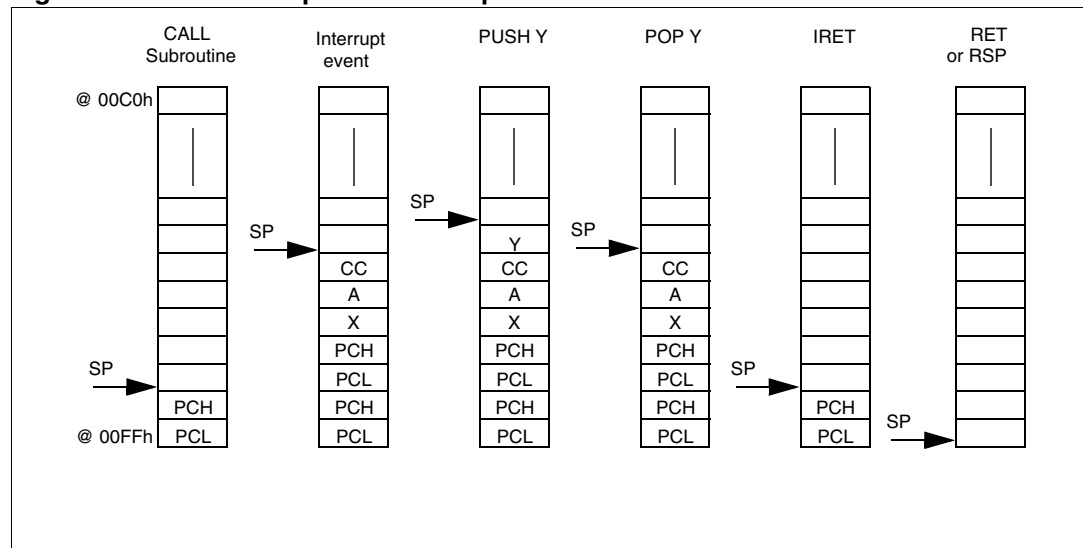 CALL
Subroutine
Interrupt
event
PUSH Y
POP Y
IRET
RET
or RSP
@ 00C0h
SP
SP
SP
Y
CC
CC
CC
A
A
A
X
X
X
PCH
PCH
PCH
SP
SP
PCL
PCL
PCL
PCH
PCH
PCH
PCH
PCH
SP
@ 00FFh
PCL
PCL
PCL
PCL
PCL